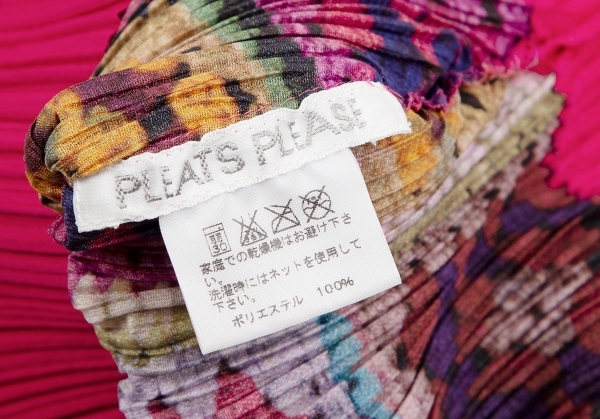 PLEATS PLEASE
30
家庭での乾燥機はお避け下さ
い。
洗濯時にはネットを使用して
下さい。
ポリエステル 100%